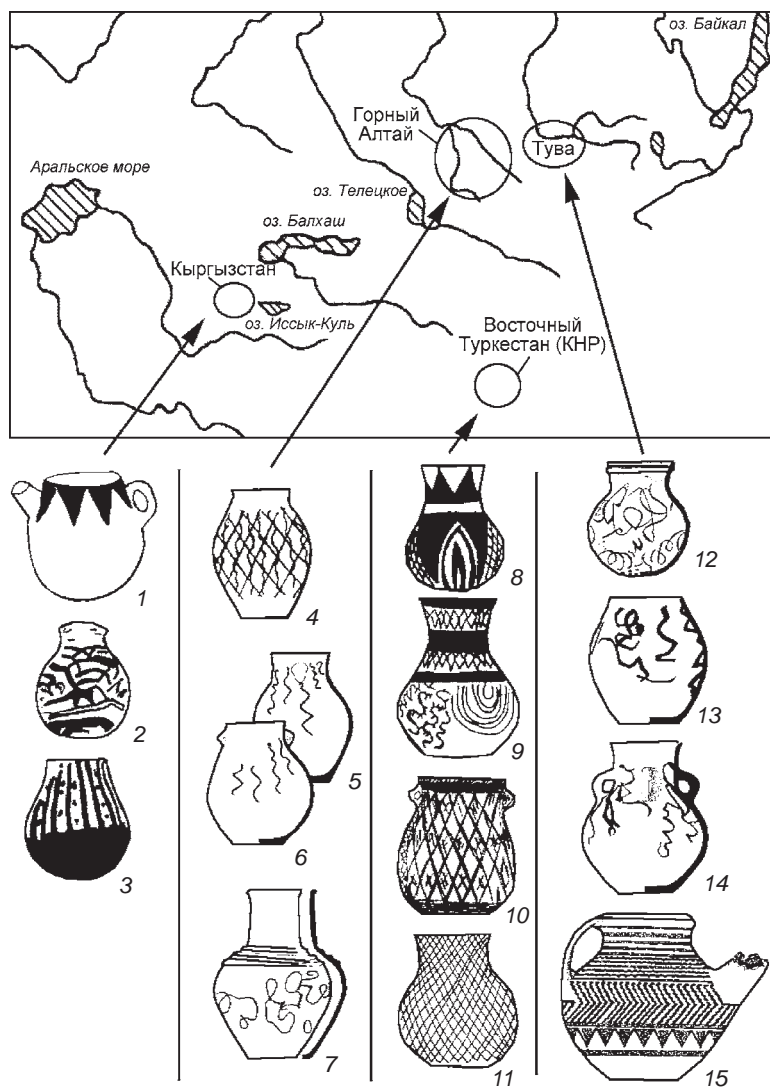 оз. Байкал
Горный
Алтай
Тува
Аральское море
оз. Телецкое
оз. Балхаш
Кыргызстан
оз. Иссык-Куль
Восточный
Туркестан (КНР)
1
2
3
4
5
6
7
8
9
10
11
12
13
14
15